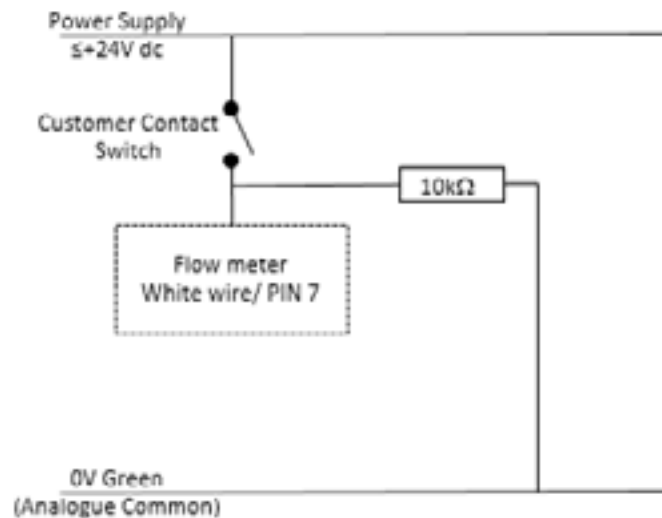 Power Supply
≤+24V dc
Customer Contact
Switch
10kΩ
Flow meter
White wire/ PIN 7
0V Green
(Analogue Common)